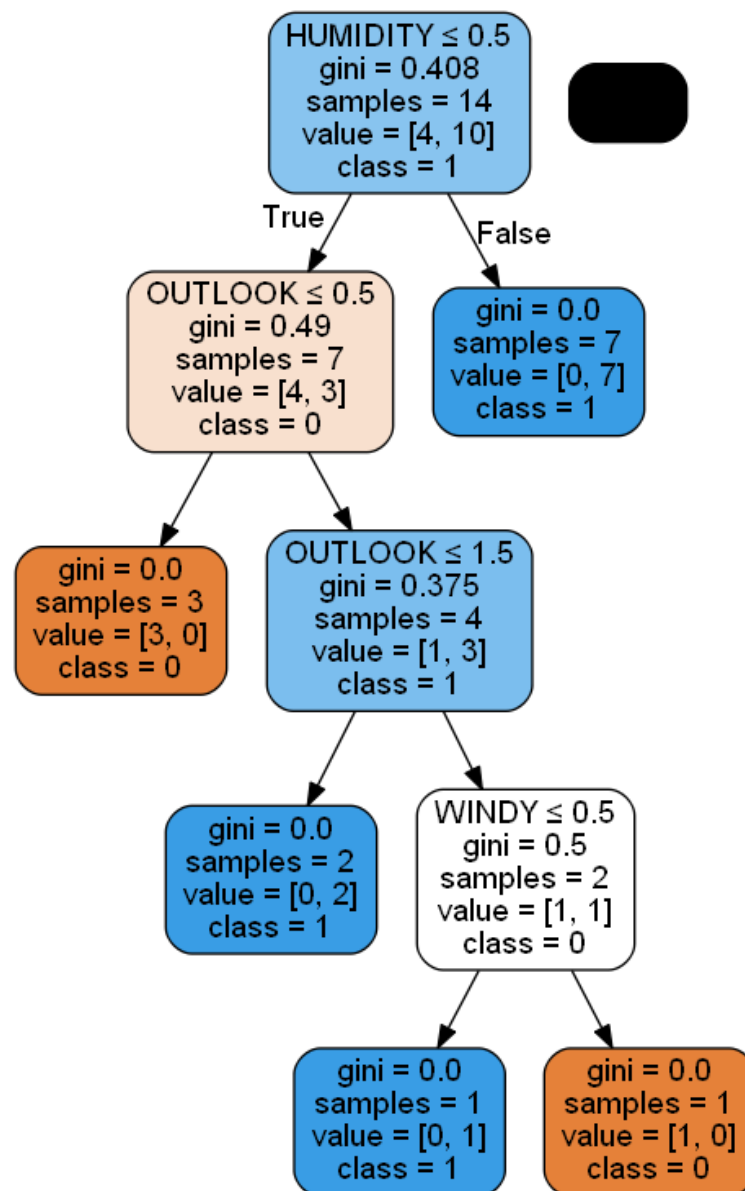 HUMIDITY ≤ 0.5
gini = 0.408
samples = 14
value = [4, 10]
class = 1
True
False
OUTLOOK ≤ 0.5
gini = 0.49
samples = 7
value = [4, 3]
class = 0
gini = 0.0
samples = 7
value = [0, 7]
class = 1
gini = 0.0
samples = 3
value = [3, 0]
class = 0
OUTLOOK ≤ 1.5
gini = 0.375
samples = 4
value = [1, 3]
class = 1
gini = 0.0
samples = 2
value = [0, 2]
class = 1
WINDY ≤ 0.5
gini = 0.5
samples = 2
value = [1, 1]
class = 0
gini = 0.0
samples = 1
value = [0, 1]
class = 1
gini = 0.0
samples = 1
value = [1, 0]
class = 0